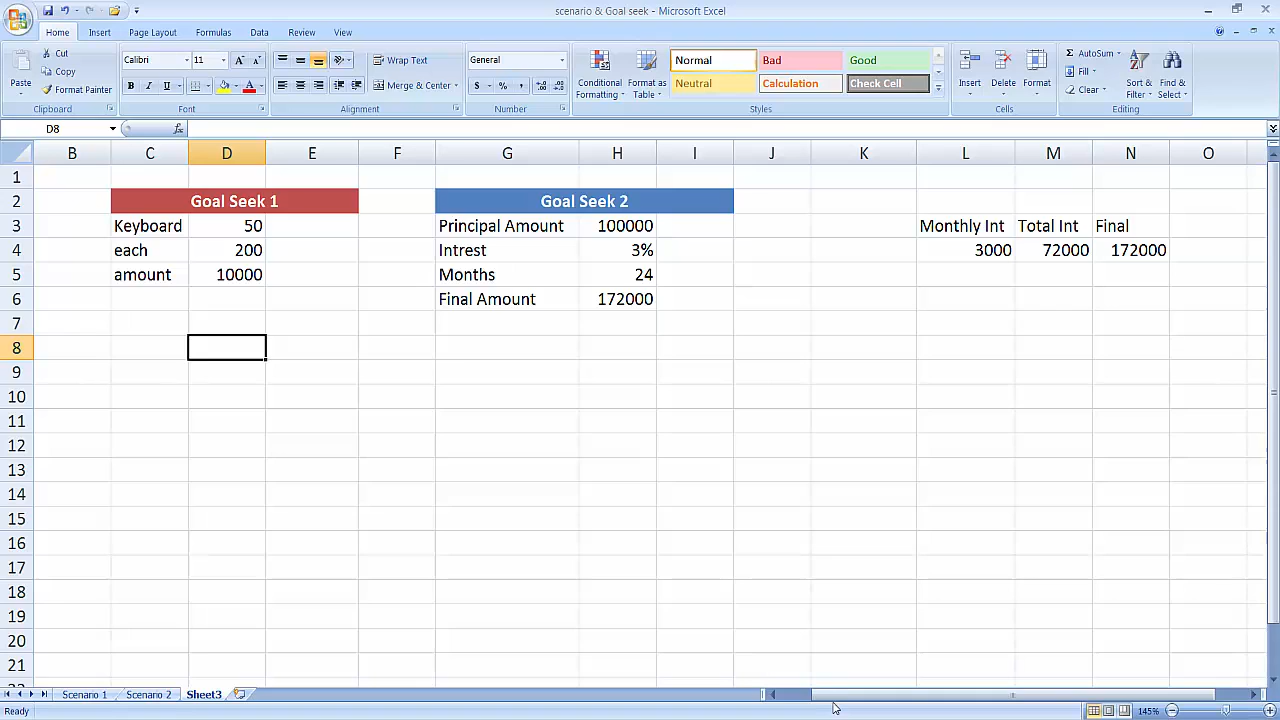 scenario & Goal seek - Microsoft Excel
Home Insert Page Layout Formulas Data Review View
Paste
Cut
Copy
Format Painter
Clipboard
Calibri 11
B I U
Font
Wrap Text
Merge & Center
Alignment
General
$ % ,
Number
Conditional Formatting
Format as Table
Normal Bad Good
Neutral Calculation Check Cell
Styles
Insert Delete Format
Cells
AutoSum
Fill
Clear
Sort & Filter
Find & Select
Editing
D8 fx
B C D E F G H I J K L M N O
1
2 Goal Seek 1 Goal Seek 2
3 Keyboard 50 Principal Amount 100000 Monthly Int Total Int Final
4 each 200 Intrest 3% 3000 72000 172000
5 amount 10000 Months 24
6 Final Amount 172000
7
8
9
10
11
12
13
14
15
16
17
18
19
20
21
Scenario 1 Scenario 2 Sheet3
Ready 145%